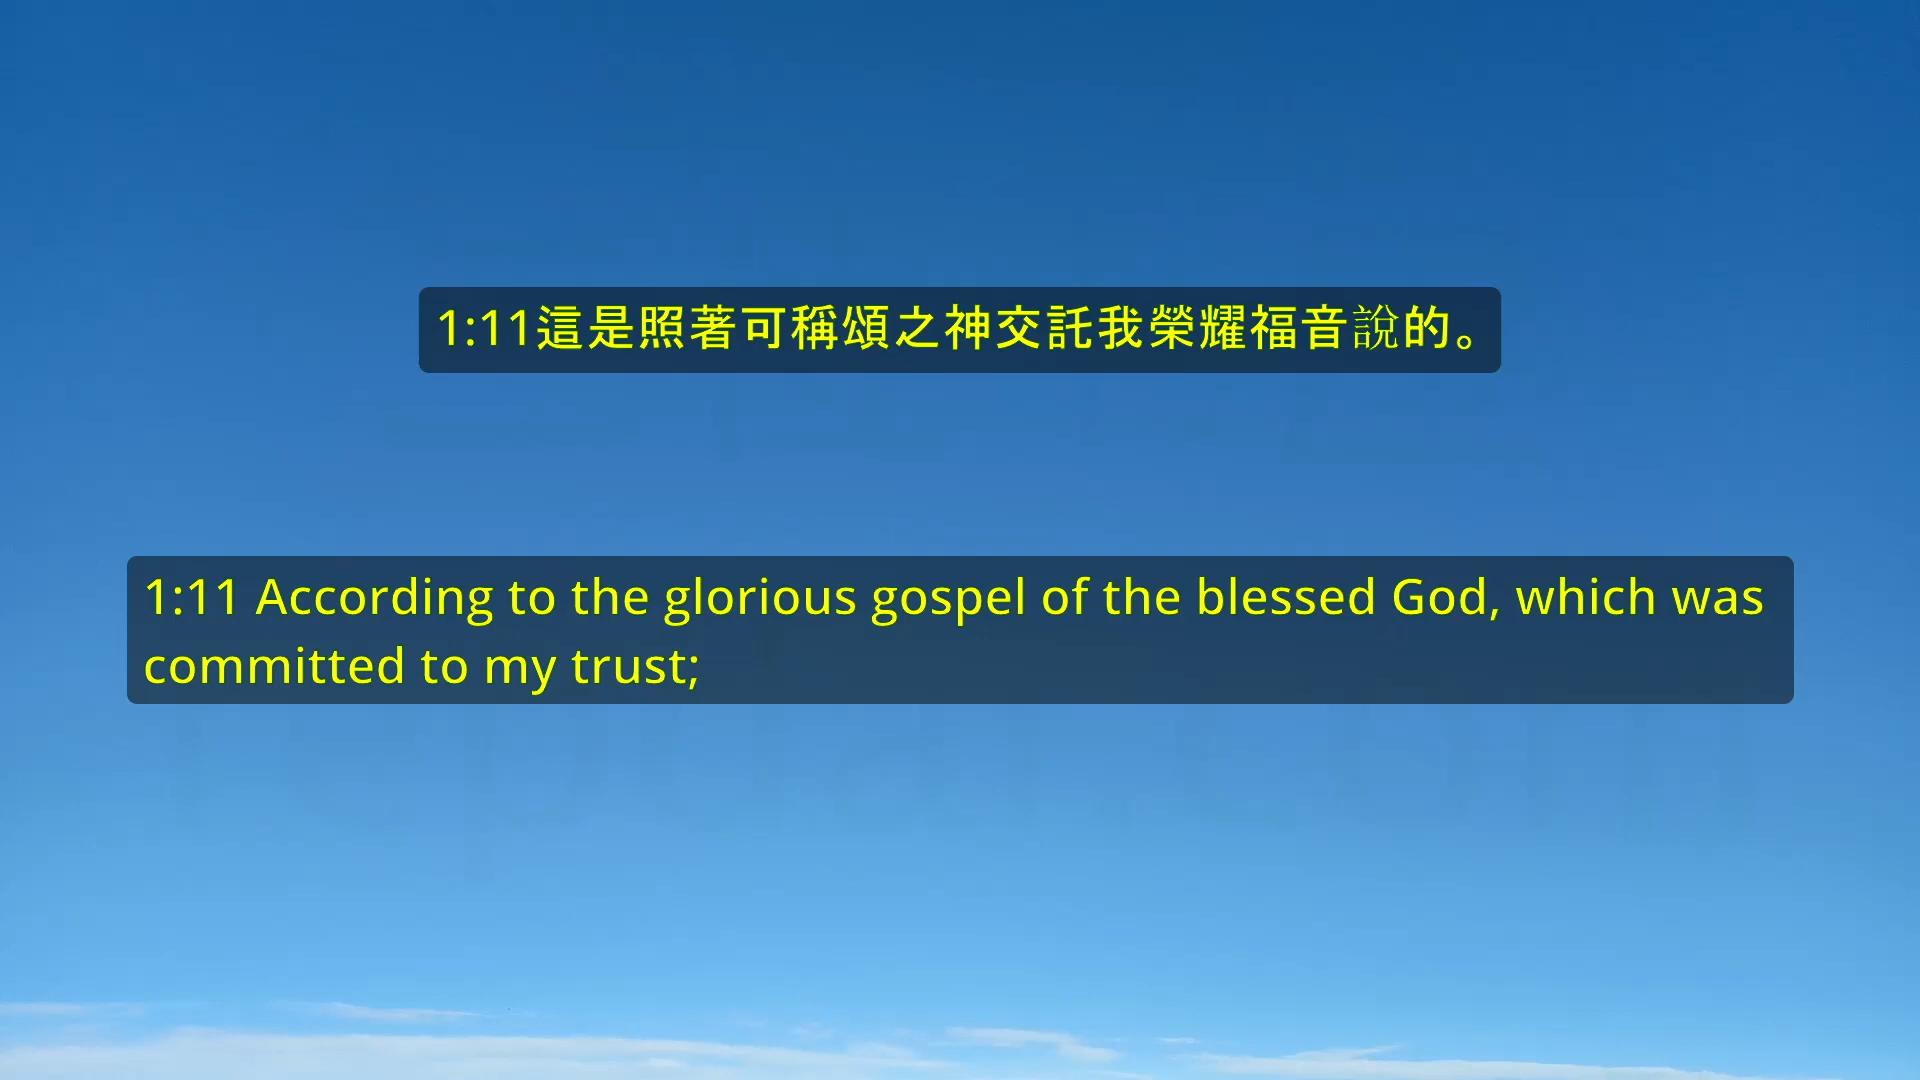 1:11這是照著可稱頌之神交託我榮耀福音說的。
1:11 According to the glorious gospel of the blessed God, which was
committed to my trust;